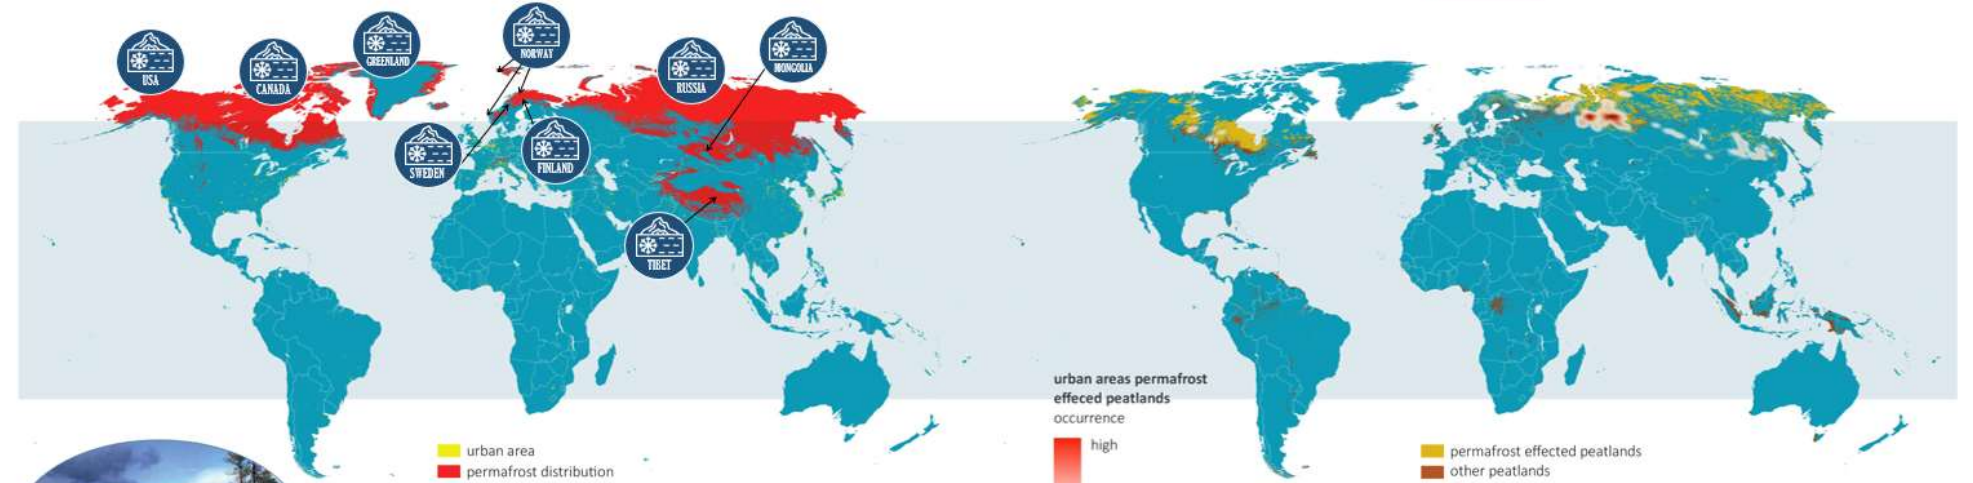 USA
CANADA
GREENLAND
NORWAY
RUSSIA
MONGOLIA
SWEDEN
FINLAND
TIBET
urban area
permafrost distribution
urban areas permafrost
effeced peatlands
occurrence
high
permafrost effected peatlands
other peatlands